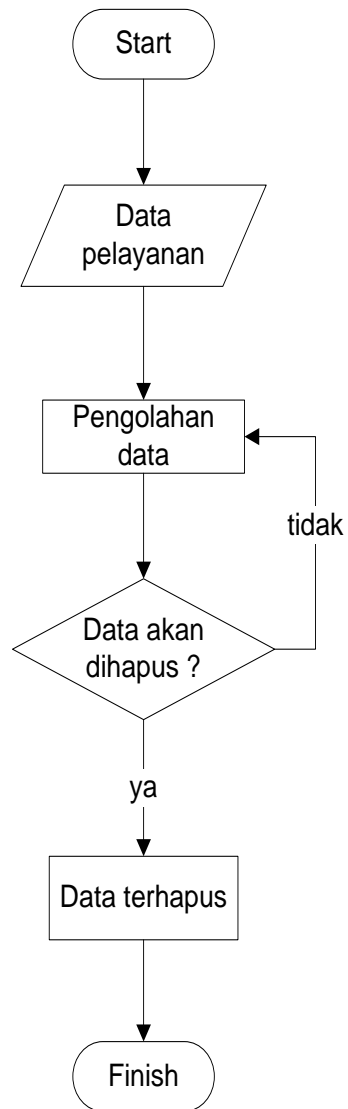 Start
Data
pelayanan
Pengolahan
data
tidak
Data akan
dihapus ?
ya
Data terhapus
Finish